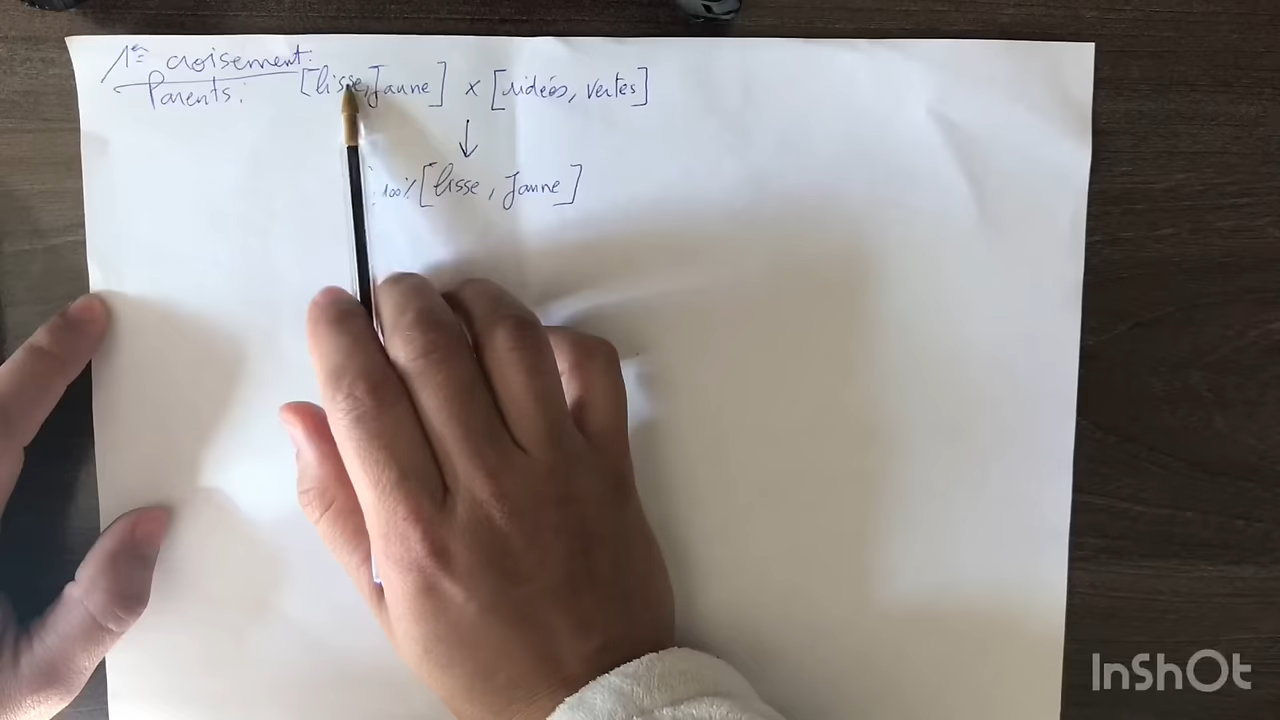 1er croisement:
Parents: [lisse, Jaune] x [ridées, vertes]
↓
: 100% [lisse, Jaune]
InShOt